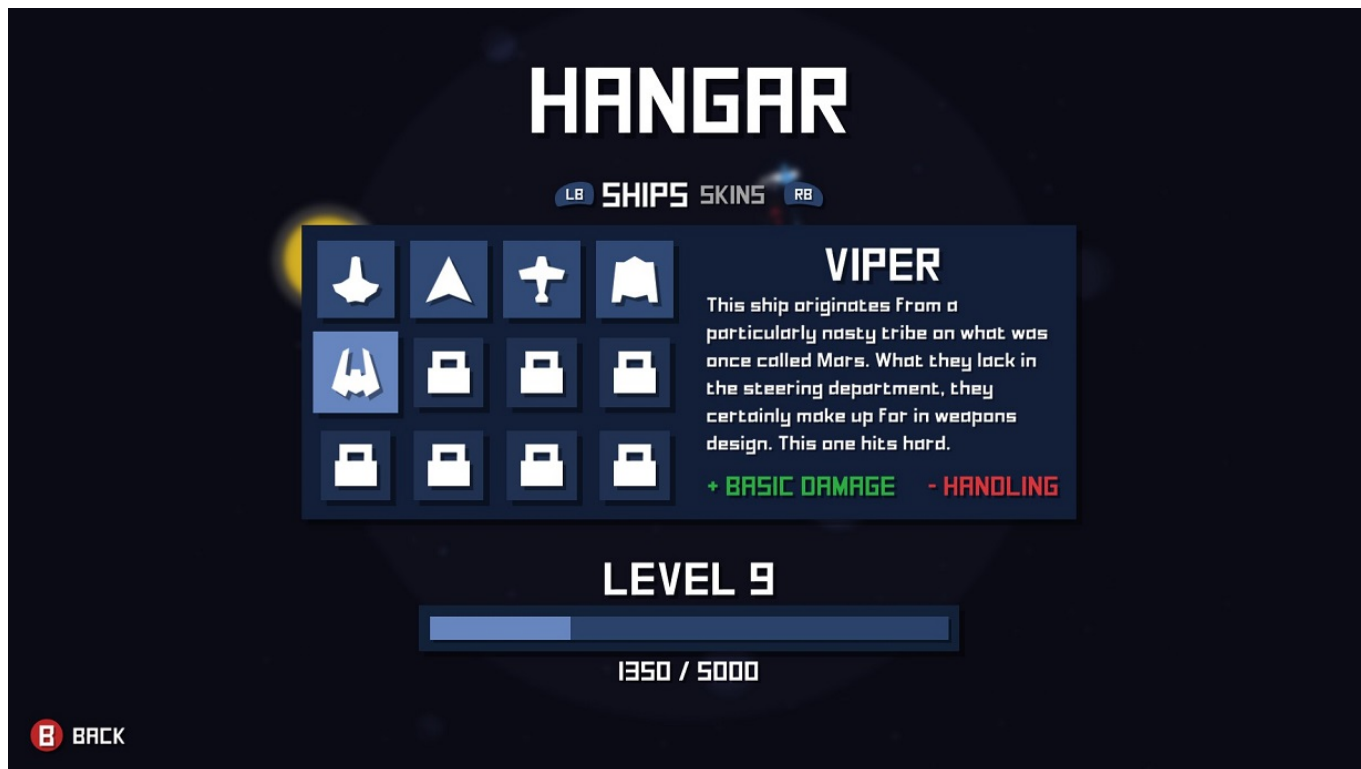 HANGAR
LB SHIPS SKINS RB
VIPER
This ship originates from a
particularly nasty tribe on what was
once called Mars. What they lack in
the steering department, they
certainly make up for in weapons
design. This one hits hard.
+ BASIC DAMAGE - HANDLING
LEVEL 9
1350 / 5000
B BACK